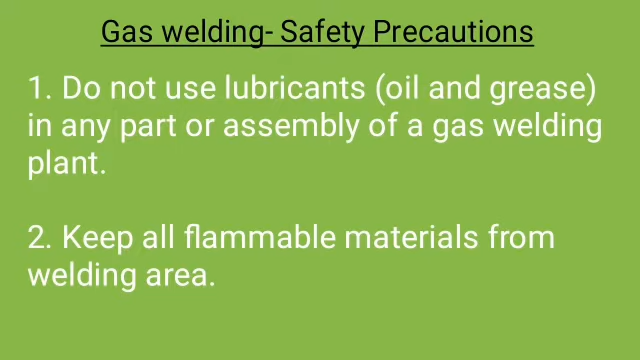 Gas welding- Safety Precautions
1. Do not use lubricants (oil and grease)
in any part or assembly of a gas welding
plant.
2. Keep all flammable materials from
welding area.